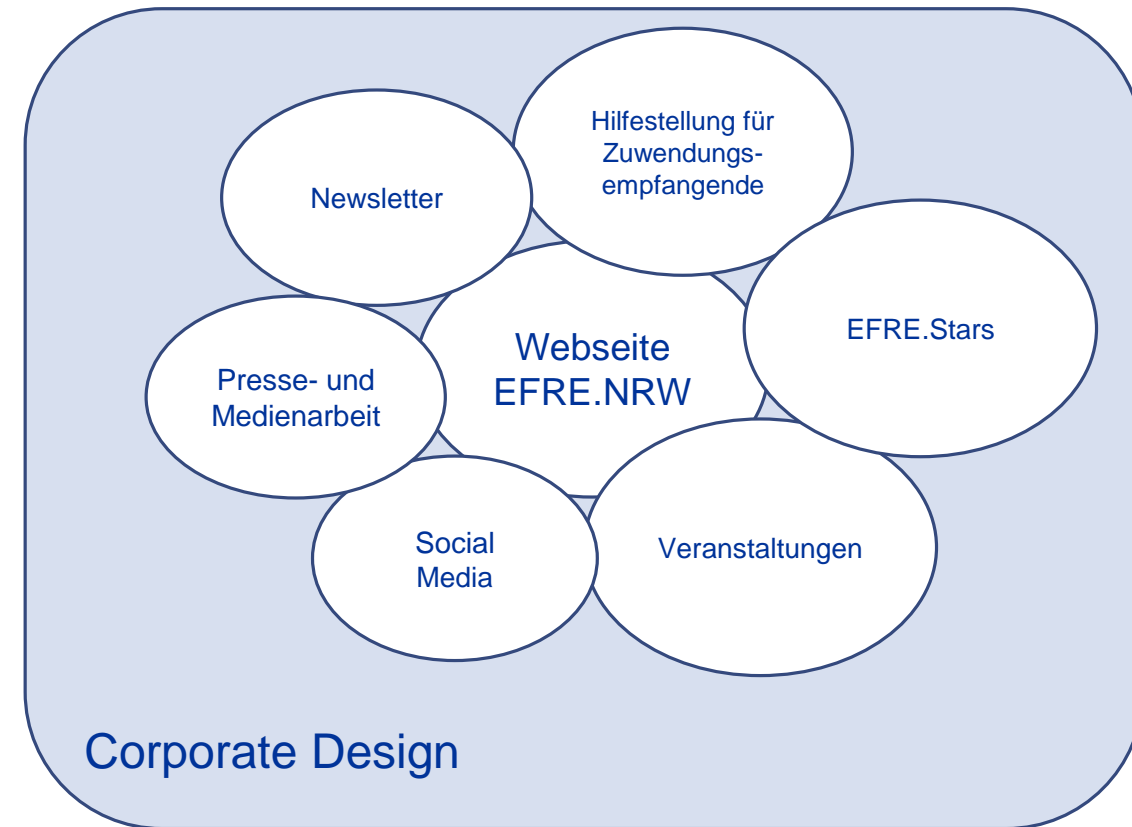 Hilfestellung für
Zuwendungs-
empfangende
Newsletter
EFRE.Stars
Webseite
EFRE.NRW
Presse- und
Medienarbeit
Social
Media
Veranstaltungen
Corporate Design